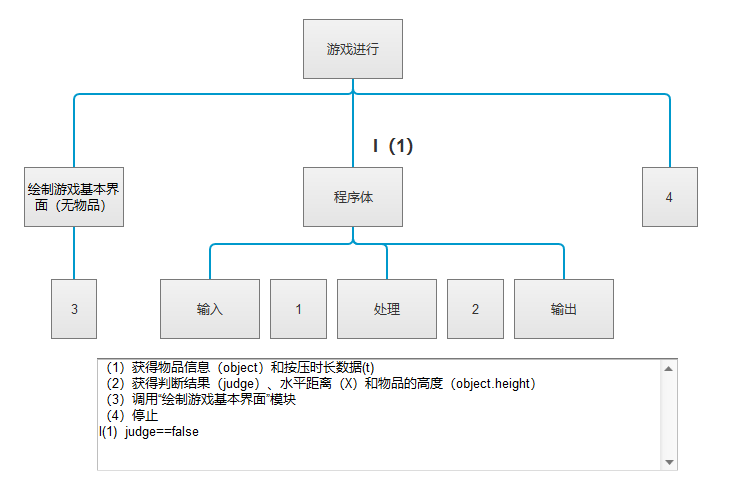 游戏进行
I（1）
绘制游戏基本界
面（无物品）
程序体
4
3
输入
1
处理
2
输出
（1）获得物品信息（object）和按压时长数据(t)
（2）获得判断结果（judge）、水平距离（X）和物品的高度（object.height）
（3）调用“绘制游戏基本界面”模块
（4）停止
I(1)  judge==false